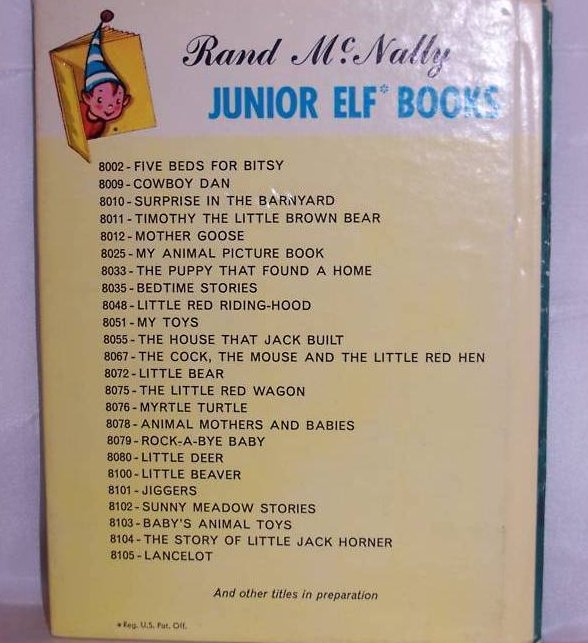 Rand McNally
JUNIOR ELF* BOOKS
8002 - FIVE BEDS FOR BITSY
8009 - COWBOY DAN
8010 - SURPRISE IN THE BARNYARD
8011 - TIMOTHY THE LITTLE BROWN BEAR
8012 - MOTHER GOOSE
8025 - MY ANIMAL PICTURE BOOK
8033 - THE PUPPY THAT FOUND A HOME
8035 - BEDTIME STORIES
8048 - LITTLE RED RIDING-HOOD
8051 - MY TOYS
8055 - THE HOUSE THAT JACK BUILT
8067 - THE COCK, THE MOUSE AND THE LITTLE RED HEN
8072 - LITTLE BEAR
8075 - THE LITTLE RED WAGON
8076 - MYRTLE TURTLE
8078 - ANIMAL MOTHERS AND BABIES
8079 - ROCK-A-BYE BABY
8080 - LITTLE DEER
8100 - LITTLE BEAVER
8101 - JIGGERS
8102 - SUNNY MEADOW STORIES
8103 - BABY'S ANIMAL TOYS
8104 - THE STORY OF LITTLE JACK HORNER
8105 - LANCELOT
And other titles in preparation
* Reg. U.S. Pat. Off.